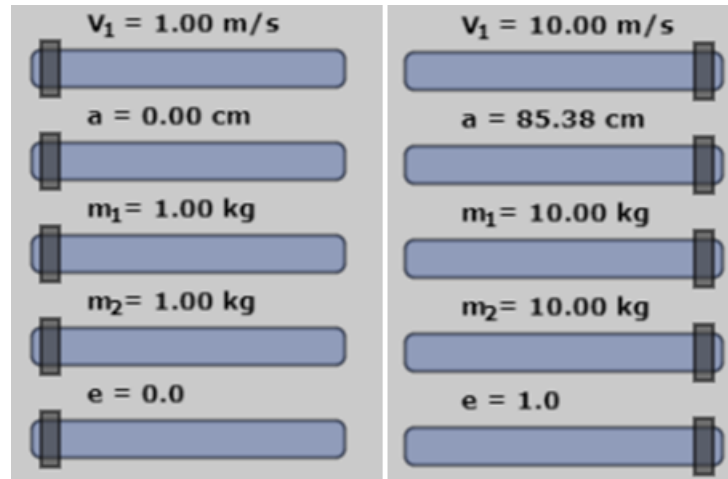 V₁ = 1.00 m/s
a = 0.00 cm
m₁= 1.00 kg
m₂= 1.00 kg
e = 0.0
V₁ = 10.00 m/s
a = 85.38 cm
m₁= 10.00 kg
m₂= 10.00 kg
e = 1.0